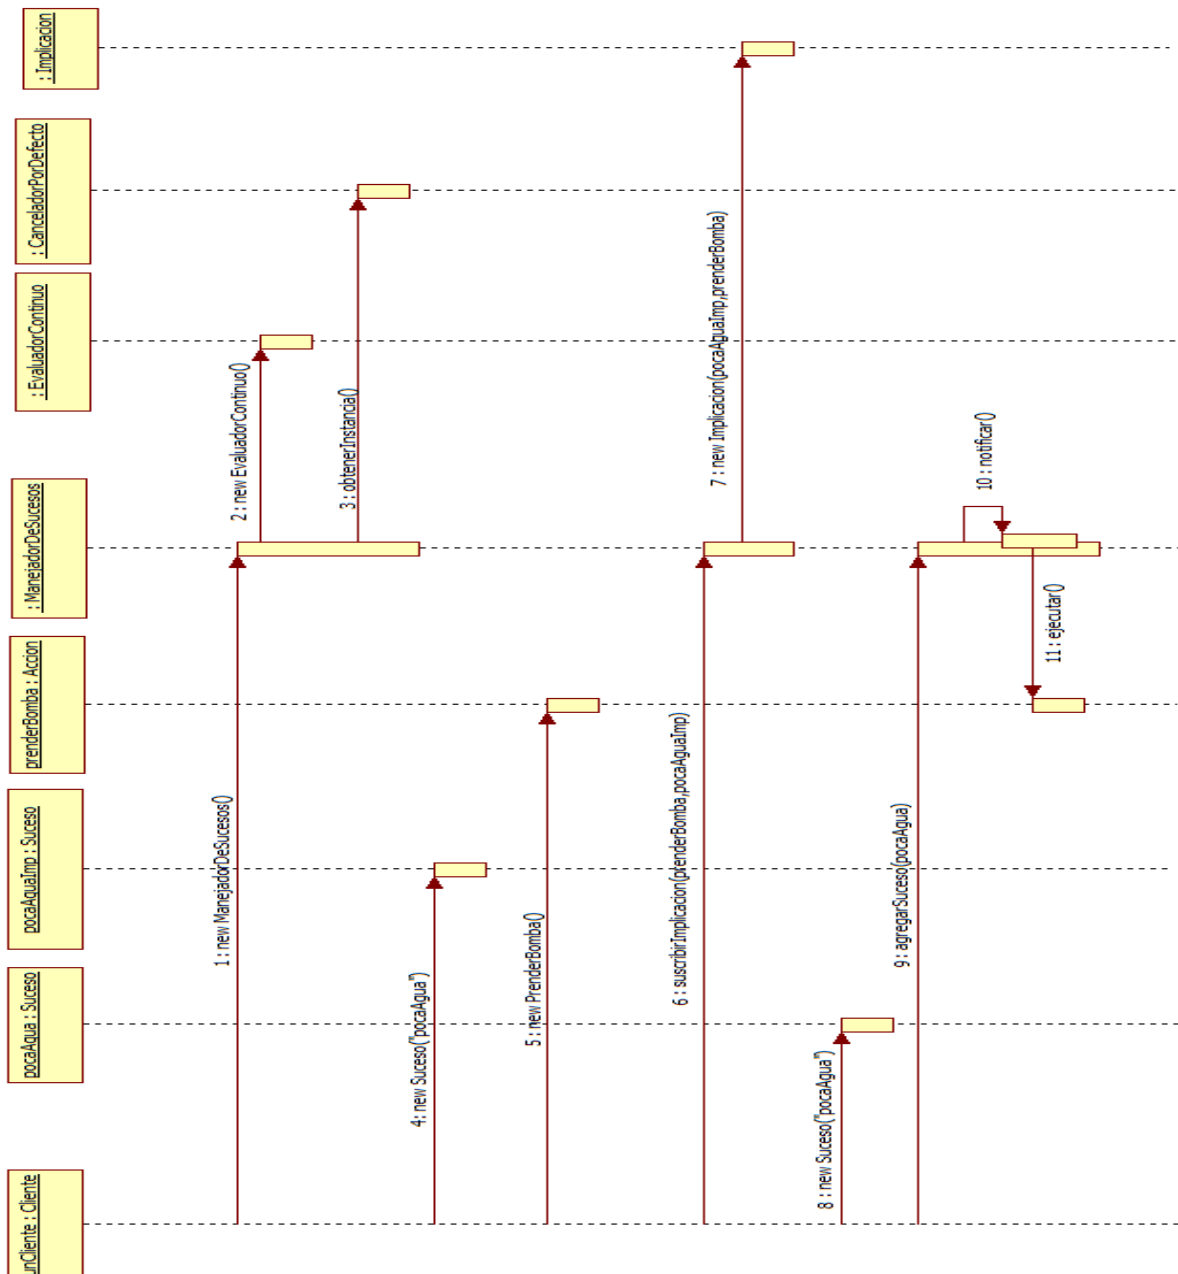 unCliente : Cliente
pocaAgua : Suceso
pocaAguaImp : Suceso
prenderBomba : Accion
: ManejadorDeSucesos
: EvaluadorContinuo
: CanceladorPorDefecto
: Implicacion
1 : new ManejadorDeSucesos()
2 : new EvaluadorContinuo()
3 : obtenerInstancia()
4 : new Suceso("pocaAgua")
5 : new PrenderBomba()
6 : suscribirImplicacion(prenderBomba,pocaAguaImp)
7 : new Implicacion(pocaAguaImp,prenderBomba)
8 : new Suceso("pocaAgua")
9 : agregarSuceso(pocaAgua)
10 : notificar()
11 : ejecutar()